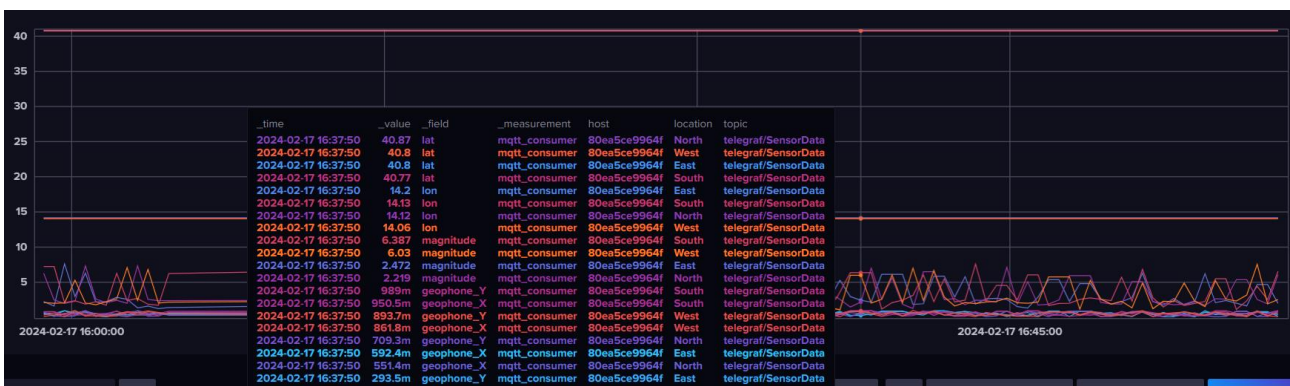 40
35
30
25
20
15
10
5
_time _value _field _measurement host location topic
2024-02-17 16:37:50 40.87 lat mqtt_consumer 80ea5ce9964f North telegraf/SensorData
2024-02-17 16:37:50 40.8 lat mqtt_consumer 80ea5ce9964f West telegraf/SensorData
2024-02-17 16:37:50 40.8 lat mqtt_consumer 80ea5ce9964f East telegraf/SensorData
2024-02-17 16:37:50 40.77 lat mqtt_consumer 80ea5ce9964f South telegraf/SensorData
2024-02-17 16:37:50 14.2 lon mqtt_consumer 80ea5ce9964f East telegraf/SensorData
2024-02-17 16:37:50 14.13 lon mqtt_consumer 80ea5ce9964f South telegraf/SensorData
2024-02-17 16:37:50 14.12 lon mqtt_consumer 80ea5ce9964f North telegraf/SensorData
2024-02-17 16:37:50 14.06 lon mqtt_consumer 80ea5ce9964f West telegraf/SensorData
2024-02-17 16:37:50 6.387 magnitude mqtt_consumer 80ea5ce9964f South telegraf/SensorData
2024-02-17 16:37:50 6.03 magnitude mqtt_consumer 80ea5ce9964f West telegraf/SensorData
2024-02-17 16:37:50 2.472 magnitude mqtt_consumer 80ea5ce9964f East telegraf/SensorData
2024-02-17 16:37:50 2.219 magnitude mqtt_consumer 80ea5ce9964f North telegraf/SensorData
2024-02-17 16:37:50 989m geophone_Y mqtt_consumer 80ea5ce9964f South telegraf/SensorData
2024-02-17 16:37:50 950.5m geophone_X mqtt_consumer 80ea5ce9964f South telegraf/SensorData
2024-02-17 16:37:50 893.7m geophone_Y mqtt_consumer 80ea5ce9964f West telegraf/SensorData
2024-02-17 16:37:50 861.8m geophone_X mqtt_consumer 80ea5ce9964f West telegraf/SensorData
2024-02-17 16:37:50 709.3m geophone_Y mqtt_consumer 80ea5ce9964f North telegraf/SensorData
2024-02-17 16:37:50 592.4m geophone_X mqtt_consumer 80ea5ce9964f East telegraf/SensorData
2024-02-17 16:37:50 551.4m geophone_X mqtt_consumer 80ea5ce9964f North telegraf/SensorData
2024-02-17 16:37:50 293.5m geophone_Y mqtt_consumer 80ea5ce9964f East telegraf/SensorData
2024-02-17 16:00:00 2024-02-17 16:45:00